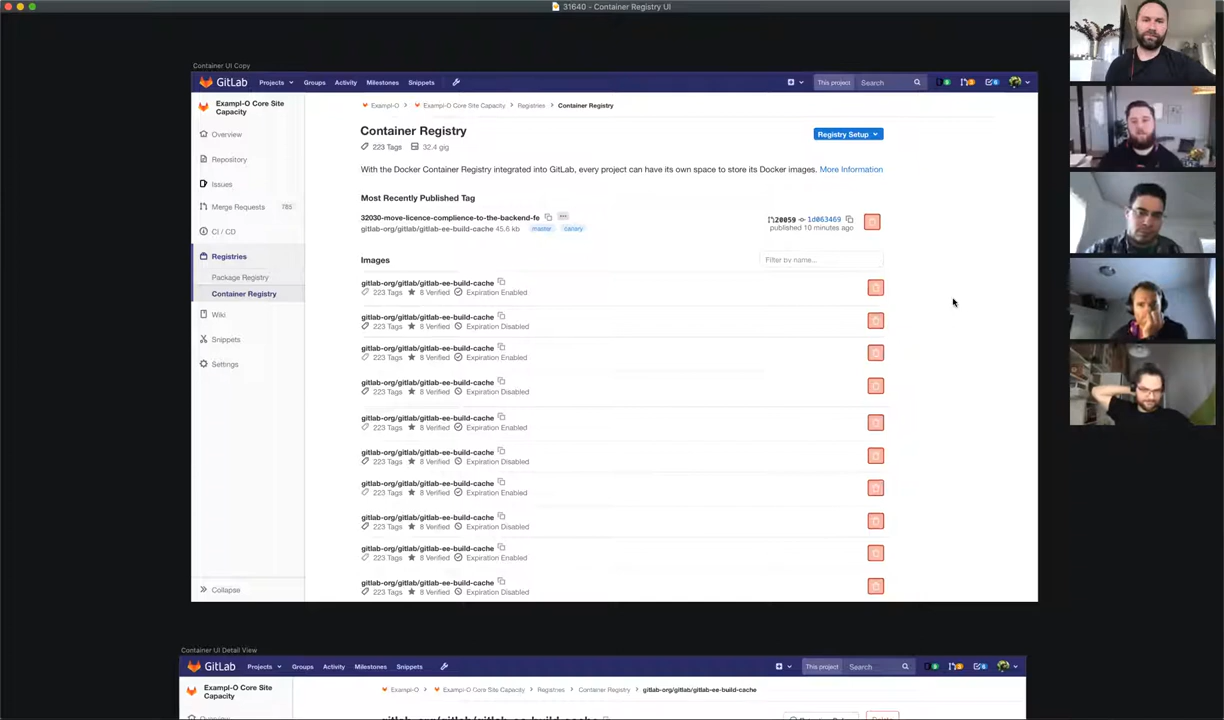 31640 - Container Registry UI
Container UI Copy
GitLab Projects Groups Activity Milestones Snippets This project Search
Exampl-O Core Site Capacity
Overview
Repository
Issues
Merge Requests 785
CI / CD
Registries
Package Registry
Container Registry
Wiki
Snippets
Settings
Collapse
Exampl-O > Exampl-O Core Site Capacity > Registries > Container Registry
Container Registry
Registry Setup
223 Tags 32.4 gig
With the Docker Container Registry integrated into GitLab, every project can have its own space to store its Docker images. More Information
Most Recently Published Tag
32030-move-licence-complience-to-the-backend-fe
20059 1d063469
gitlab-org/gitlab/gitlab-ee-build-cache 45.6 kb master canary
published 10 minutes ago
Images
Filter by name...
gitlab-org/gitlab/gitlab-ee-build-cache
223 Tags 8 Verified Expiration Enabled
gitlab-org/gitlab/gitlab-ee-build-cache
223 Tags 8 Verified Expiration Disabled
gitlab-org/gitlab/gitlab-ee-build-cache
223 Tags 8 Verified Expiration Enabled
gitlab-org/gitlab/gitlab-ee-build-cache
223 Tags 8 Verified Expiration Disabled
gitlab-org/gitlab/gitlab-ee-build-cache
223 Tags 8 Verified Expiration Enabled
gitlab-org/gitlab/gitlab-ee-build-cache
223 Tags 8 Verified Expiration Disabled
gitlab-org/gitlab/gitlab-ee-build-cache
223 Tags 8 Verified Expiration Enabled
gitlab-org/gitlab/gitlab-ee-build-cache
223 Tags 8 Verified Expiration Disabled
gitlab-org/gitlab/gitlab-ee-build-cache
223 Tags 8 Verified Expiration Enabled
gitlab-org/gitlab/gitlab-ee-build-cache
223 Tags 8 Verified Expiration Disabled
Container UI Detail View
GitLab Projects Groups Activity Milestones Snippets This project Search
Exampl-O Core Site Capacity
Exampl-O > Exampl-O Core Site Capacity > Registries > Container Registry > gitlab-org/gitlab/gitlab-ee-build-cache
gitlab-org/gitlab/gitlab-ee-build-cache